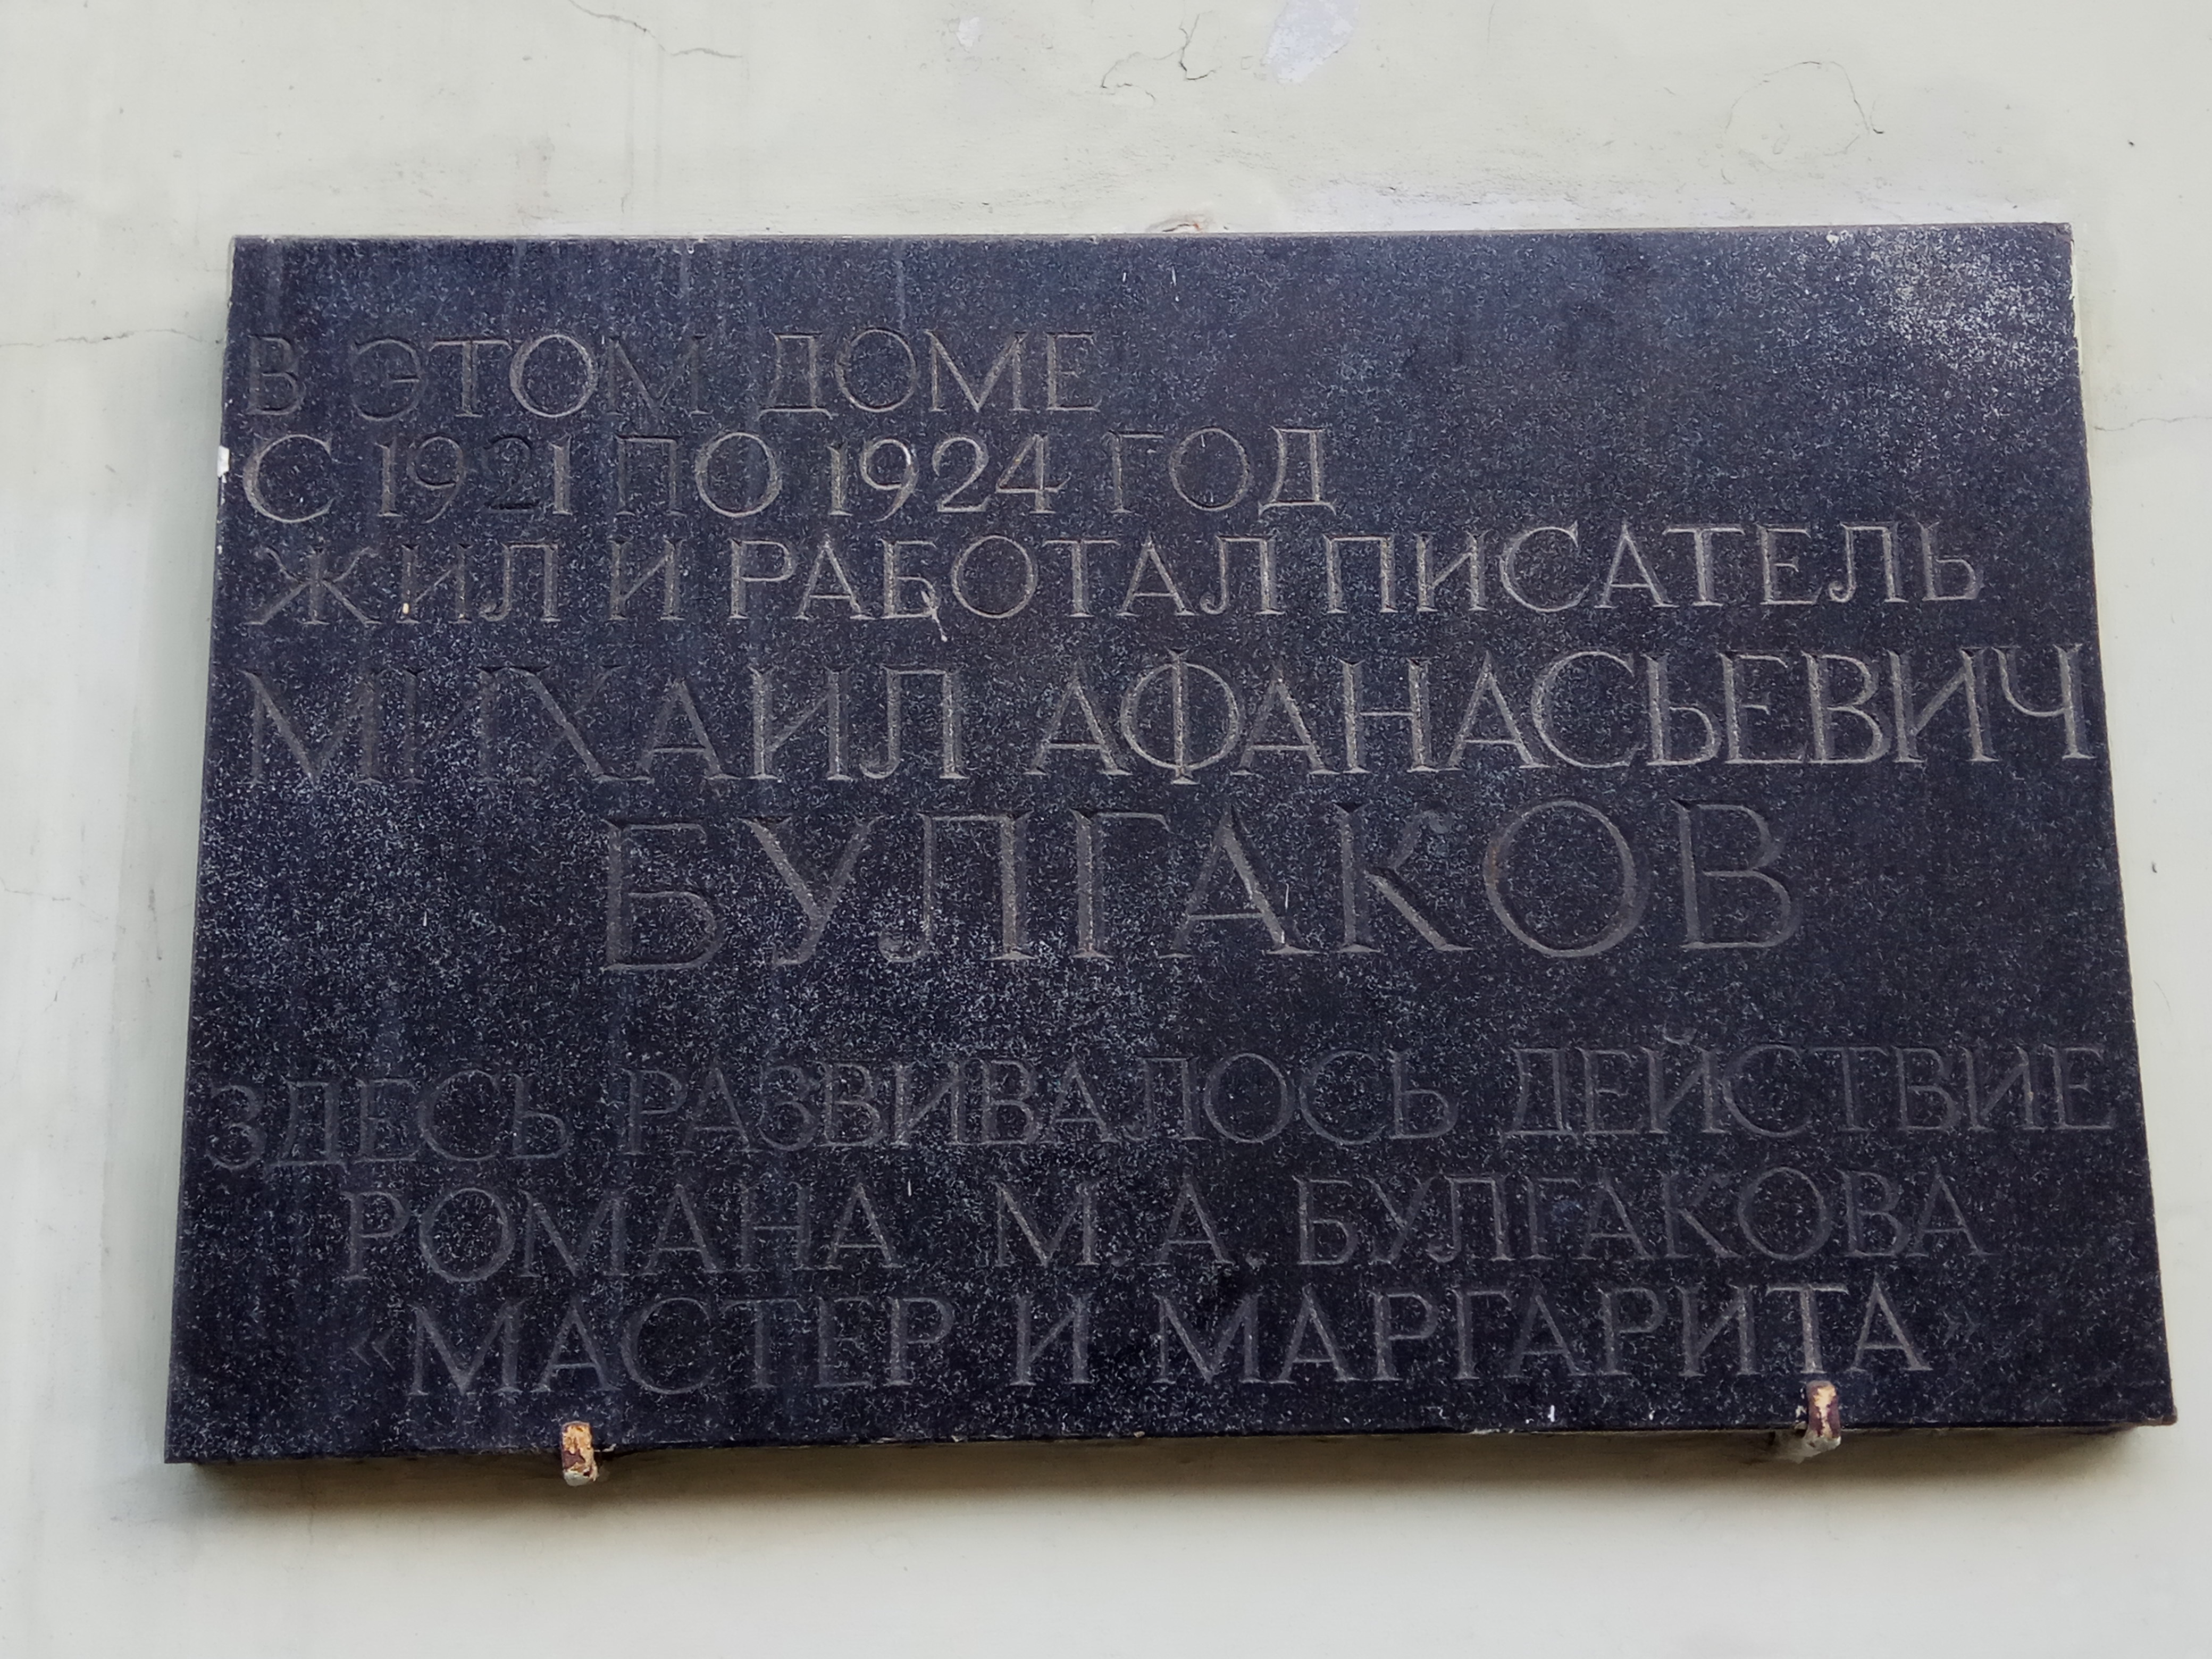 В ЭТОМ ДОМЕ
С 1921 ПО 1924 ГОД
ЖИЛ И РАБОТАЛ ПИСАТЕЛЬ
МИХАИЛ АФАНАСЬЕВИЧ
БУЛГАКОВ
ЗДЕСЬ РАЗВИВАЛОСЬ ДЕЙСТВИЕ
РОМАНА М.А. БУЛГАКОВА
«МАСТЕР И МАРГАРИТА»